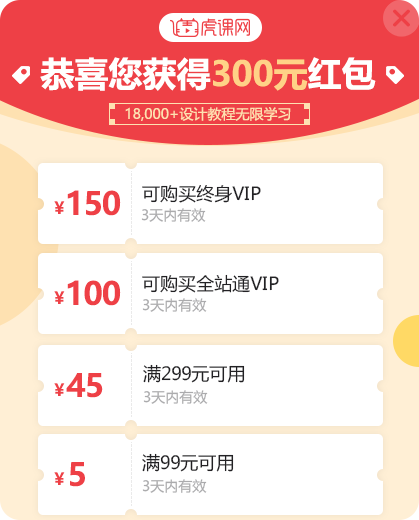 虎课网
恭喜您获得300元红包
18,000+设计教程无限学习
¥150
可购买终身VIP
3天内有效
¥100
可购买全站通VIP
3天内有效
¥45
满299元可用
3天内有效
¥5
满99元可用
3天内有效